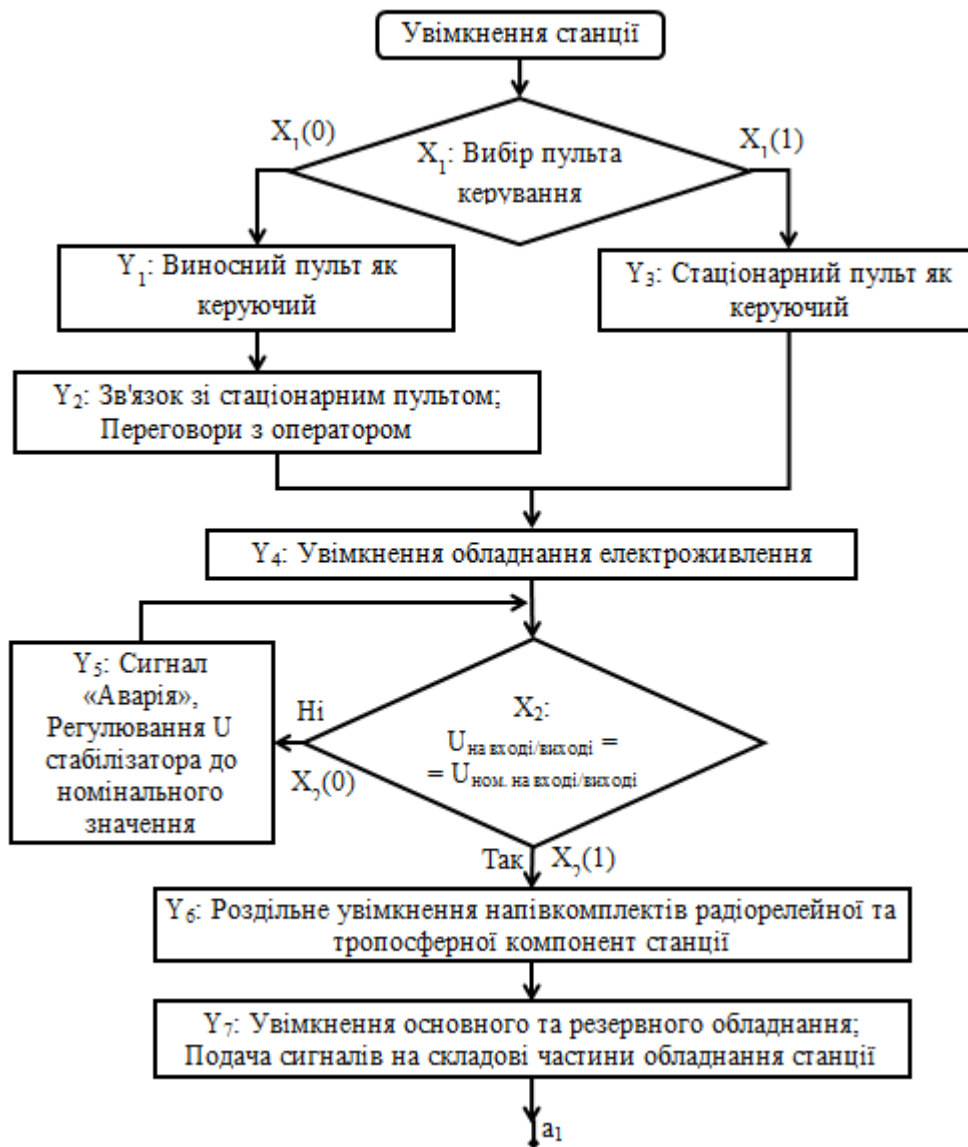 Увімкнення станції
X₁(0)
X₁(1)
X₁: Вибір пульта
керування
Y₁: Виносний пульт як
керуючий
Y₃: Стаціонарний пульт як
керуючий
Y₂: Зв'язок зі стаціонарним пультом;
Переговори з оператором
Y₄: Увімкнення обладнання електроживлення
Y₅: Сигнал
«Аварія»,
Регулювання U
стабілізатора до
номінального
значення
Ні
X₂(0)
X₂:
U на вході/виході =
= U ном. на вході/виході
Так X₂(1)
Y₆: Роздільне увімкнення напівкомплектів радіорелейної та
тропосферної компонент станції
Y₇: Увімкнення основного та резервного обладнання;
Подача сигналів на складові частини обладнання станції
a₁